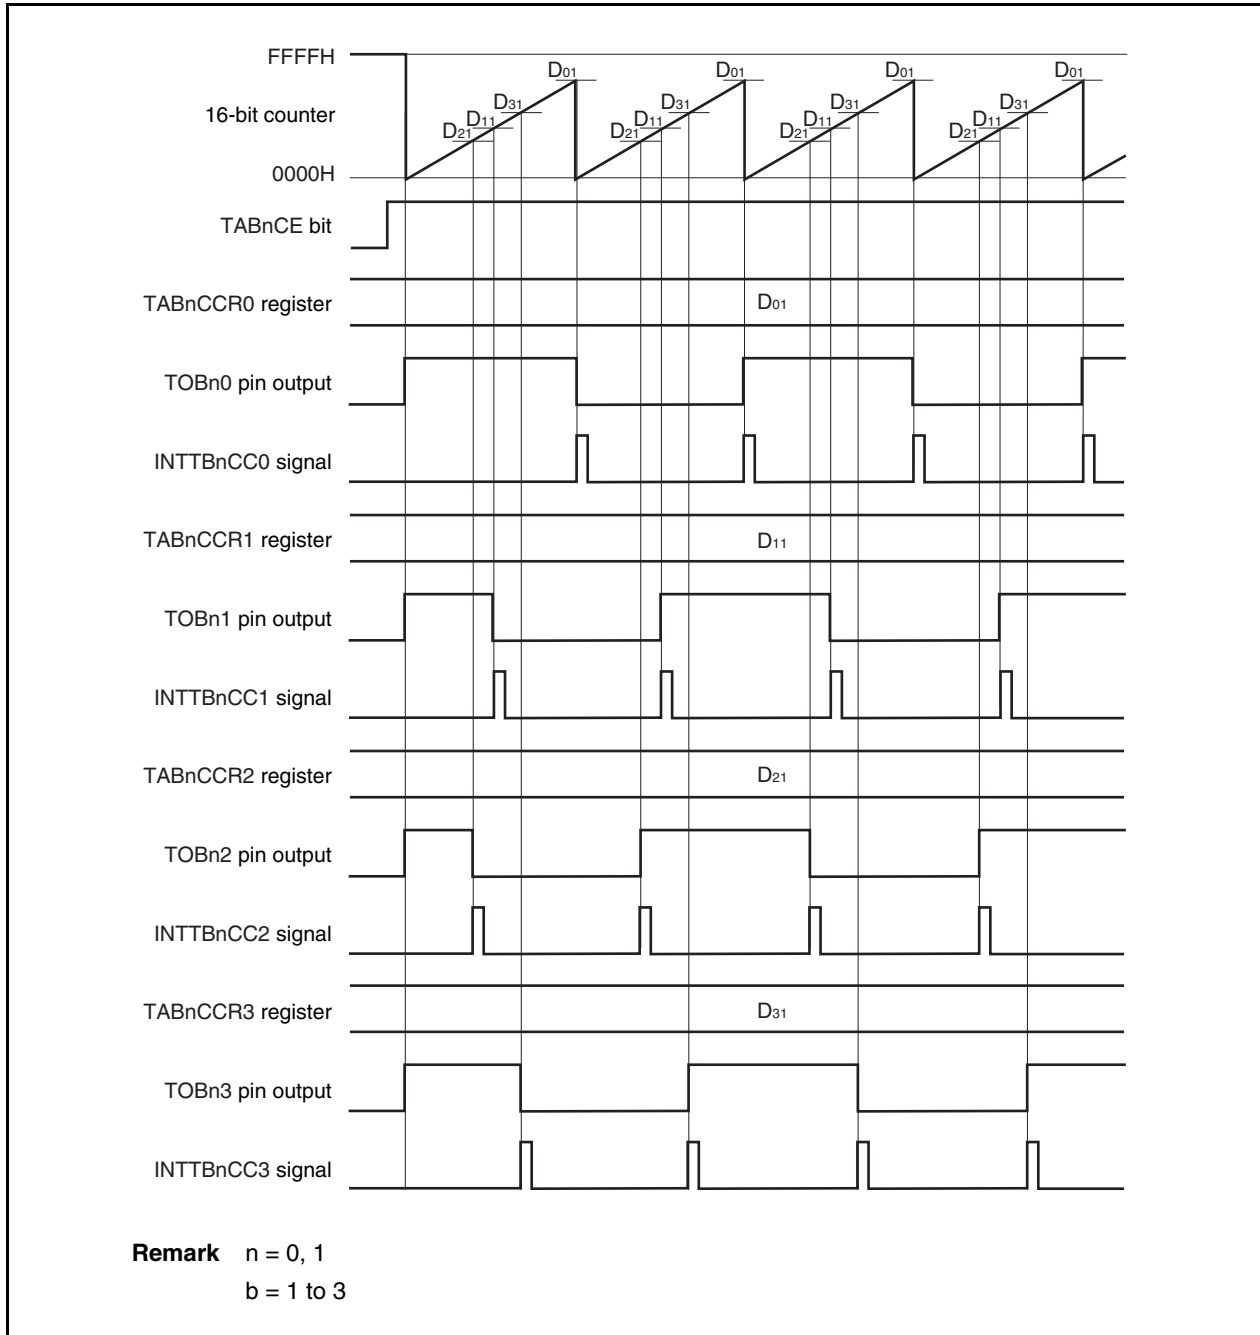 FFFFH
D01 D01 D01 D01
D31 D31 D31 D31
16-bit counter
D11 D11 D11 D11
D21 D21 D21 D21
0000H
TABnCE bit
TABnCCR0 register D01
TOBn0 pin output
INTTBnCC0 signal
TABnCCR1 register D11
TOBn1 pin output
INTTBnCC1 signal
TABnCCR2 register D21
TOBn2 pin output
INTTBnCC2 signal
TABnCCR3 register D31
TOBn3 pin output
INTTBnCC3 signal
Remark n = 0, 1
b = 1 to 3